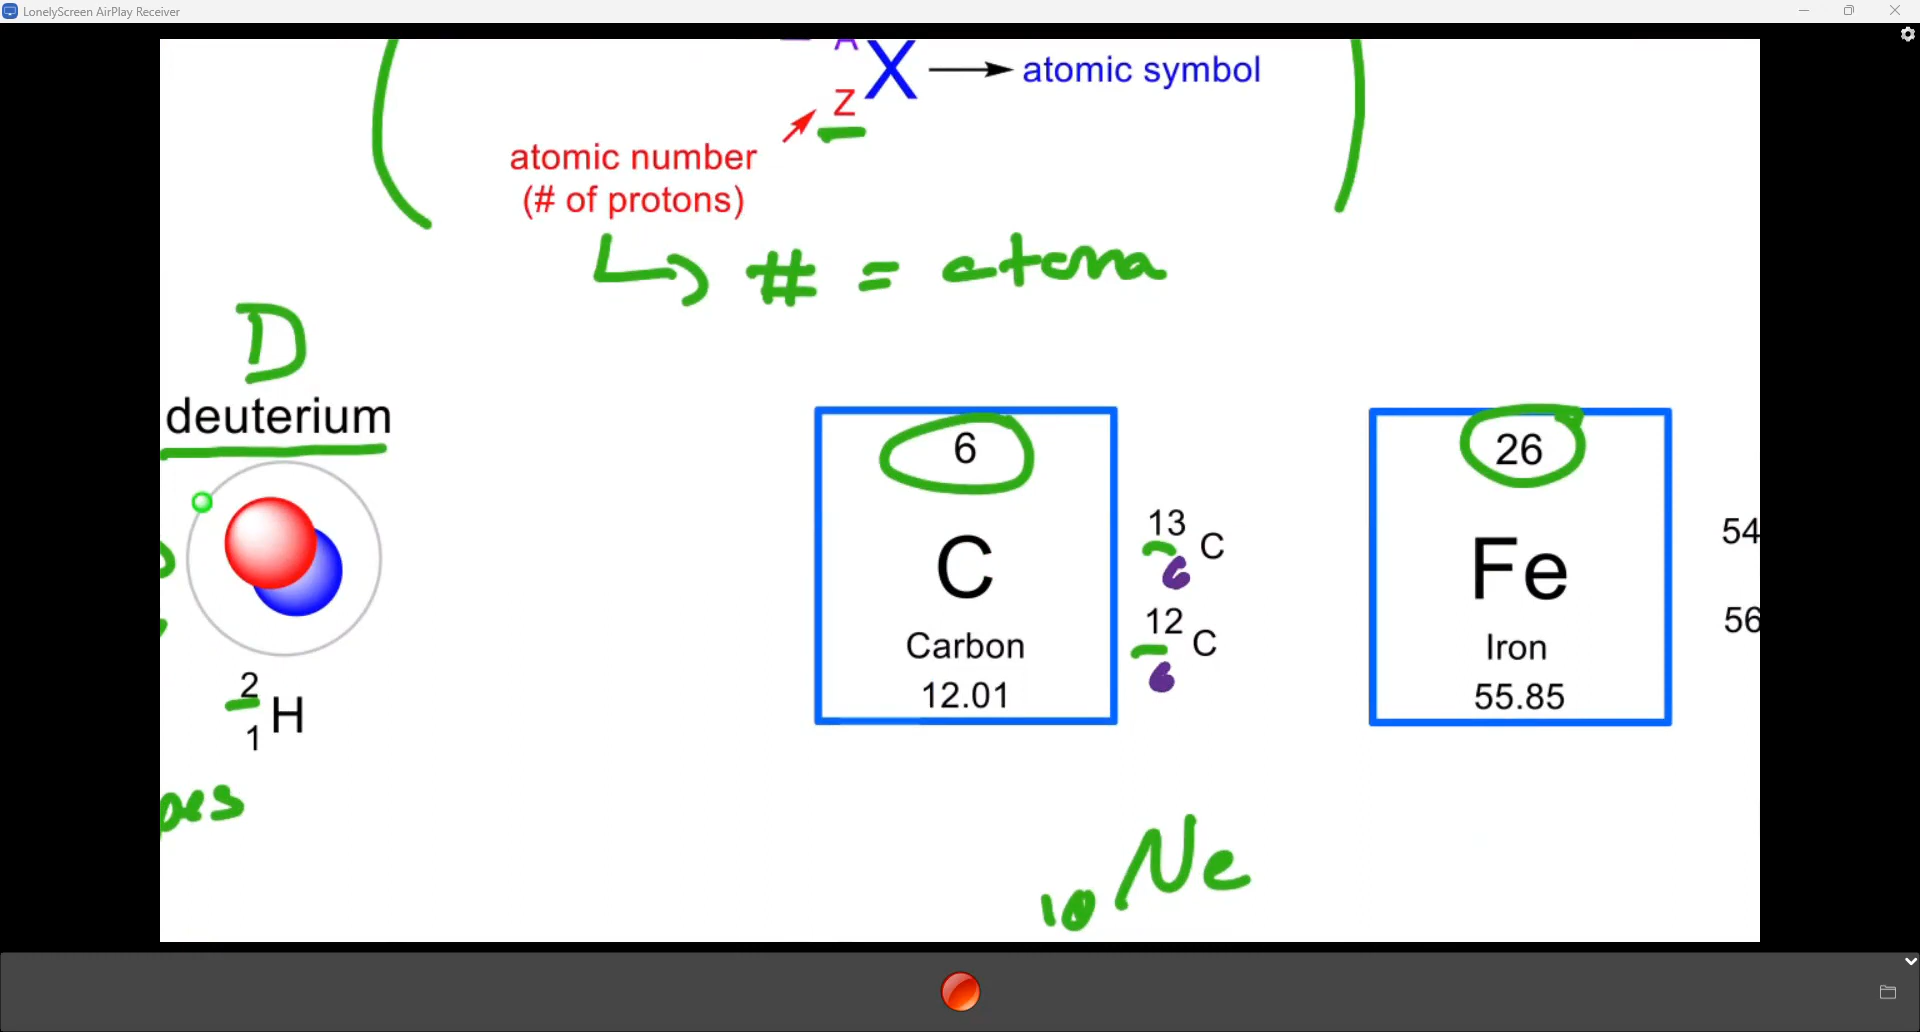 LonelyScreen AirPlay Receiver
A
X → atomic symbol
Z
atomic number
(# of protons)
↳ # = atoma
D
deuterium
2
1 H
6
C
Carbon
12.01
13
6 C
12
6 C
26
Fe
Iron
55.85
54
56
10 Ne